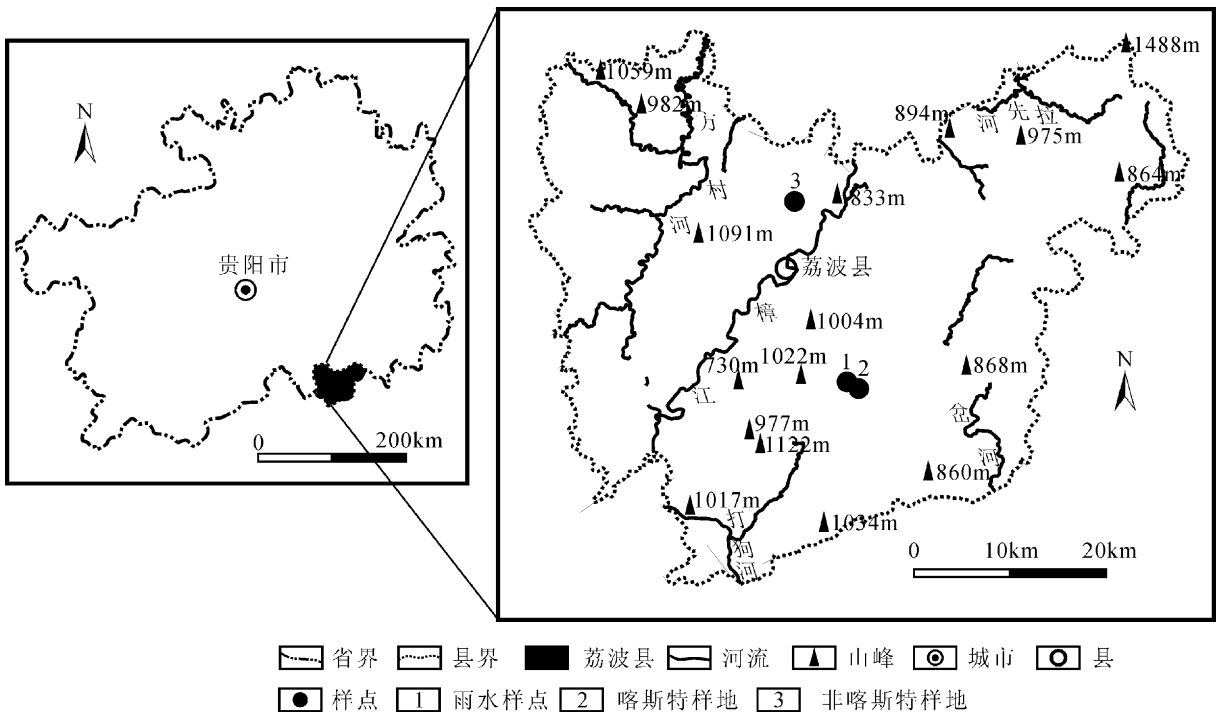 N
贵阳市
0 200km
1059m
982m
方
村
河
1091m
3
833m
894m
河先拉
975m
1488m
864m
荔波县
樟
江
1004m
1022m
730m
1 2
868m
N
977m
1122m
岔
河
860m
1017m
打
狗
河
1034m
0 10km 20km
省界 县界 荔波县 河流 山峰 城市 县
样点 1 雨水样点 2 喀斯特样地 3 非喀斯特样地